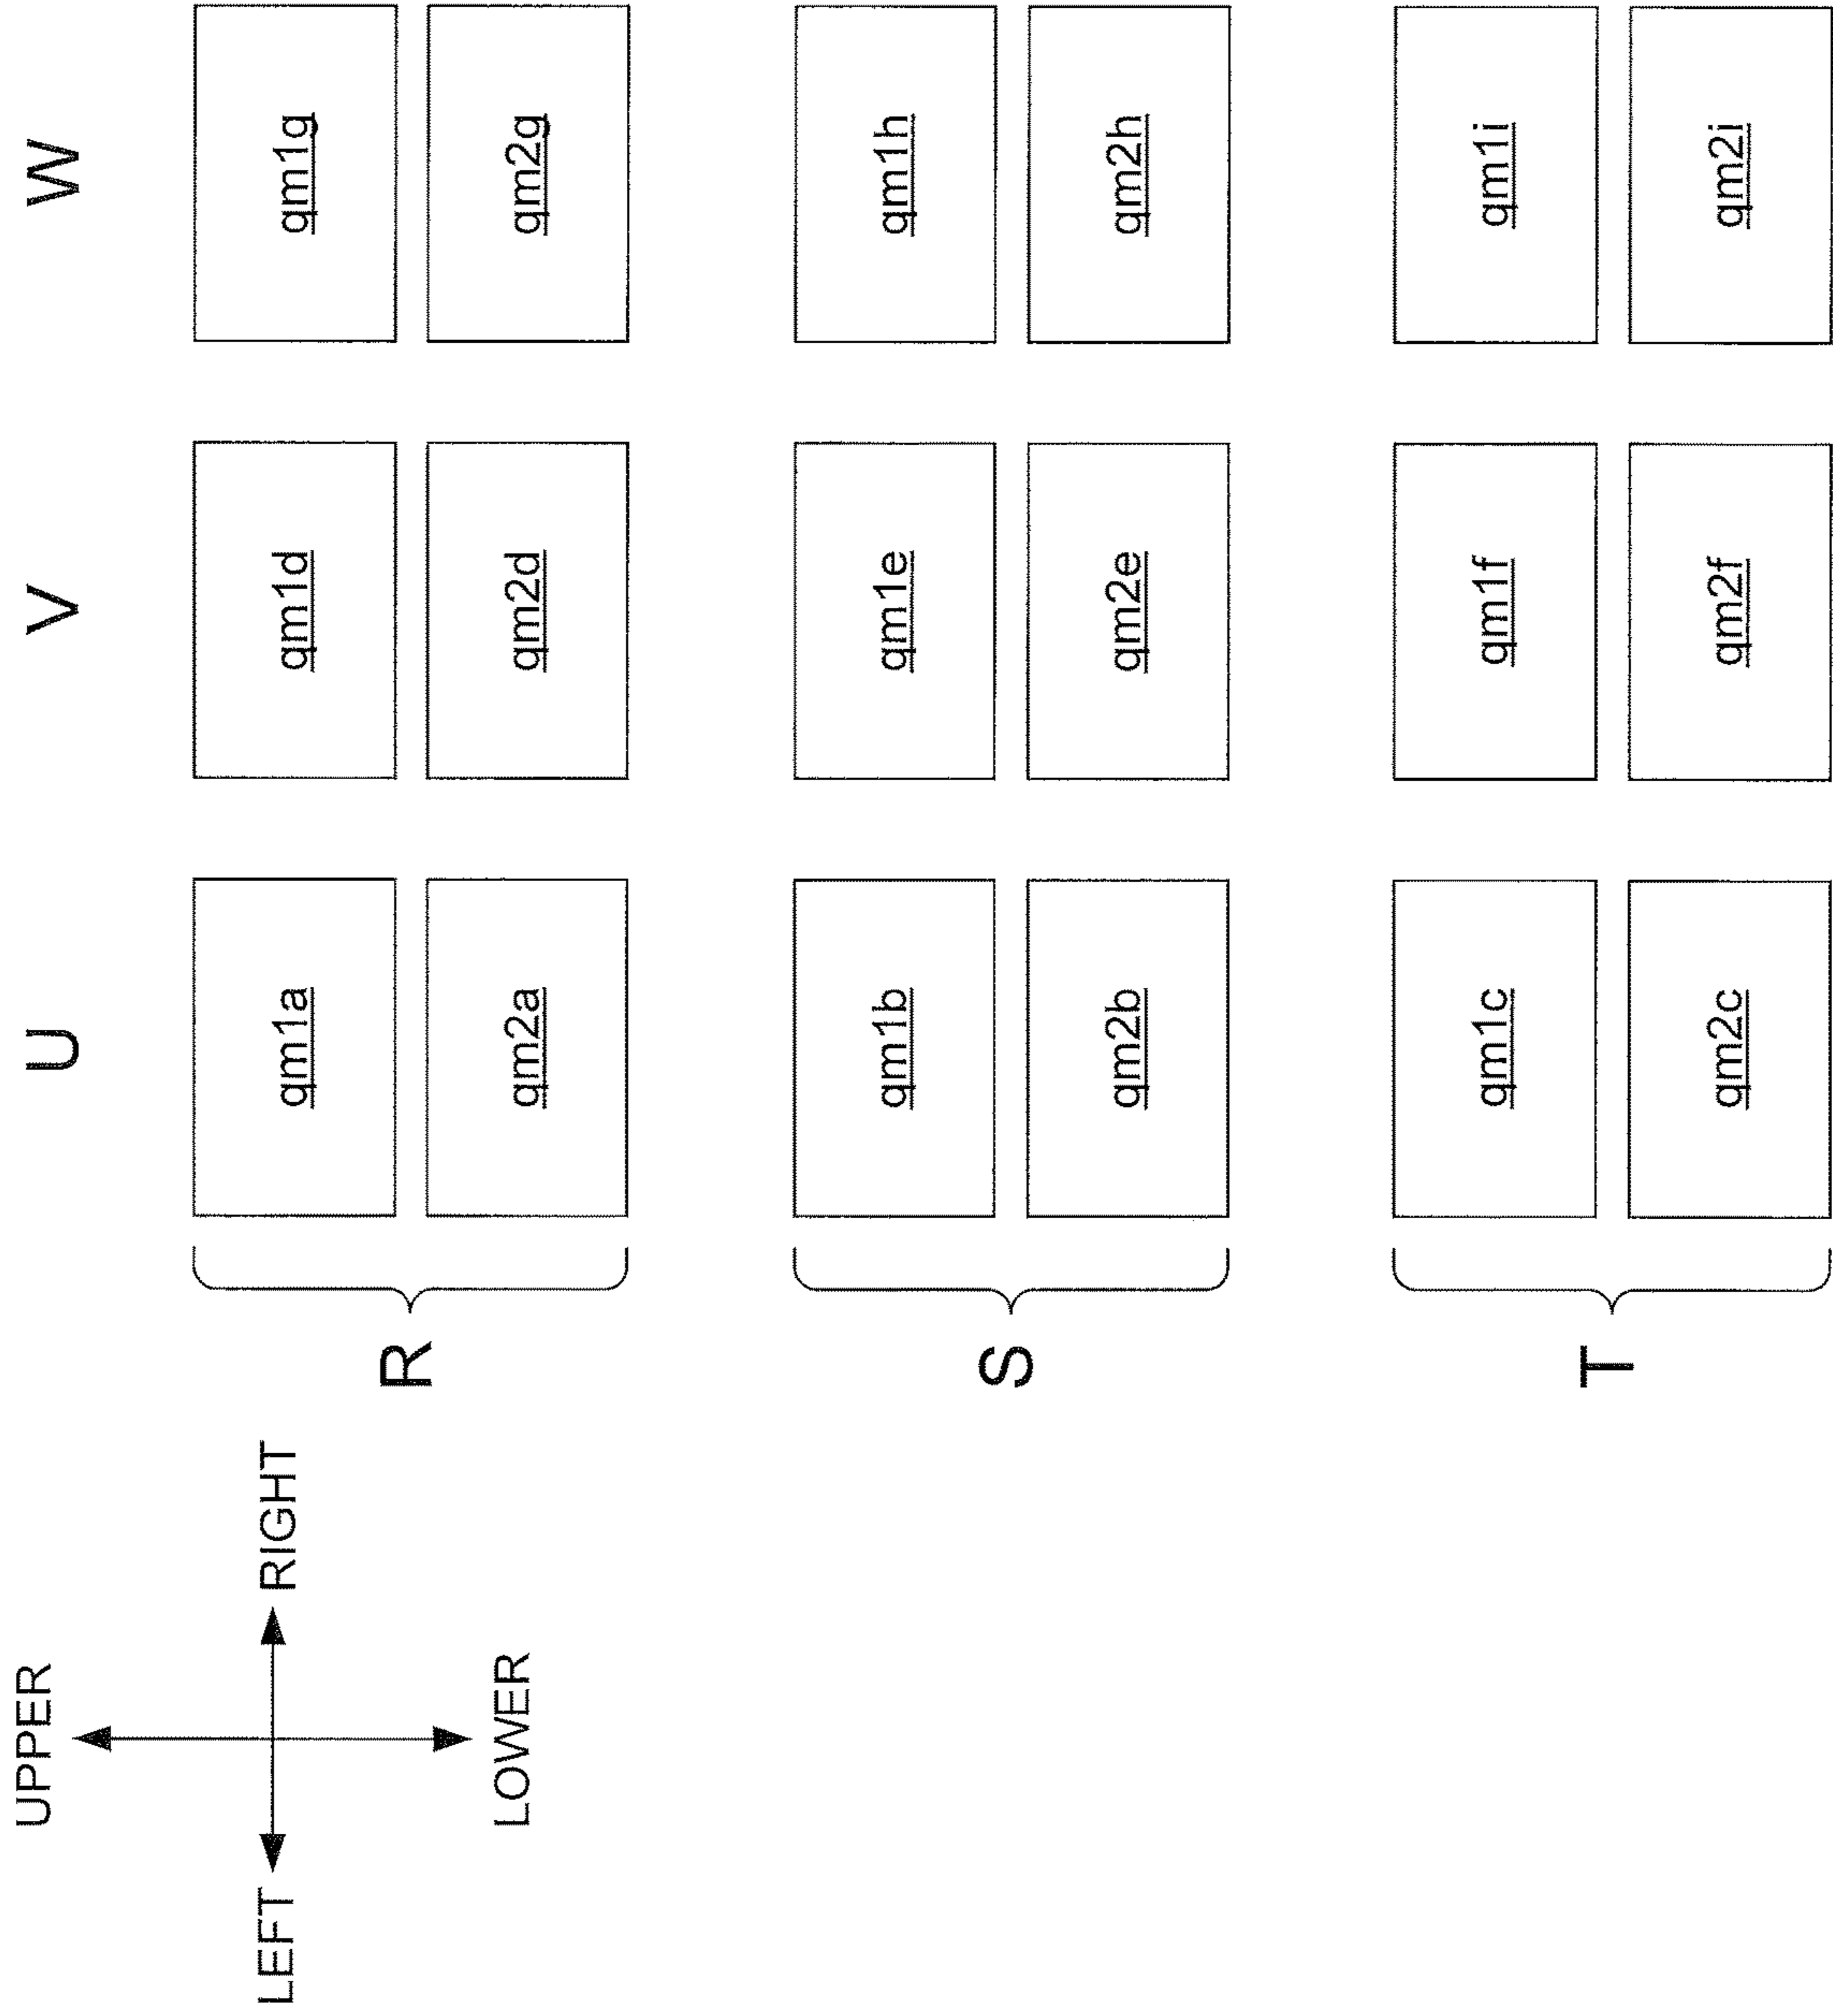 UPPER
LEFT RIGHT
LOWER
U V W
qm1a qm1d qm1g
R
qm2a qm2d qm2g
qm1b qm1e qm1h
S
qm2b qm2e qm2h
qm1c qm1f qm1i
T
qm2c qm2f qm2i